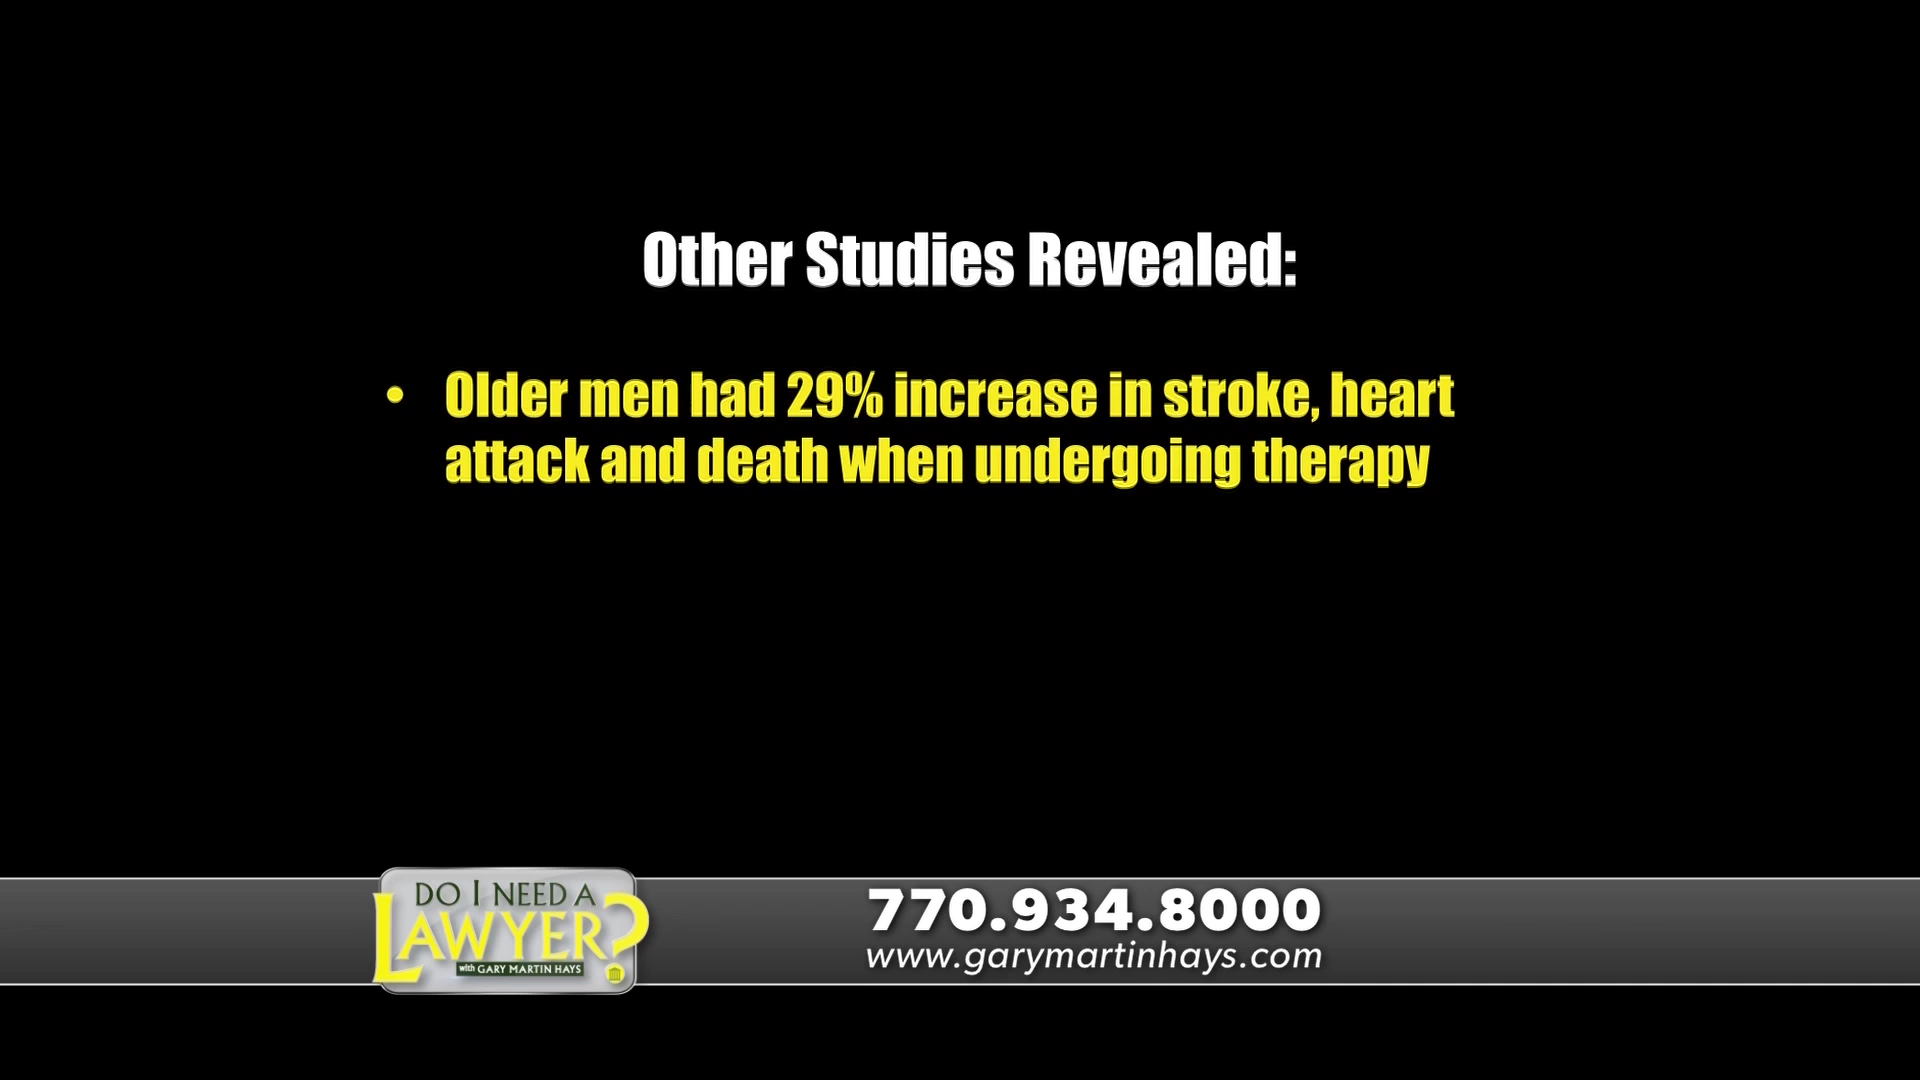 Other Studies Revealed:
• Older men had 29% increase in stroke, heart
attack and death when undergoing therapy
DO I NEED A
LAWYER?
with GARY MARTIN HAYS
770.934.8000
www.garymartinhays.com